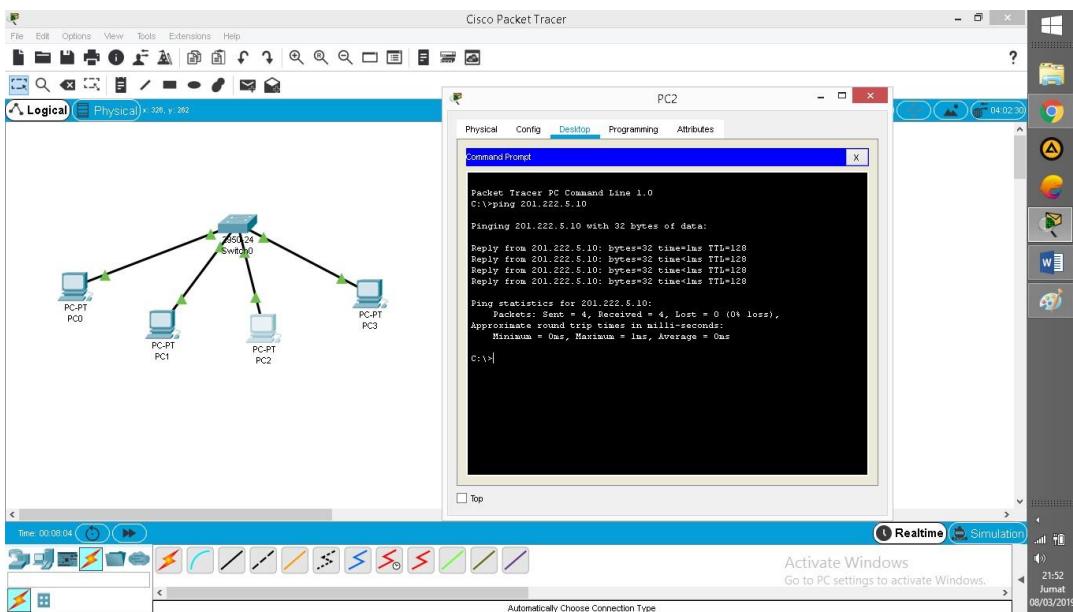 Cisco Packet Tracer
File Edit Options View Tools Extensions Help
?
Logical
Physical
x: 326, y: 262
04:02:30
PC2
Physical Config Desktop Programming Attributes
Command Prompt
X
Packet Tracer PC Command Line 1.0
C:\>ping 201.222.5.10
Pinging 201.222.5.10 with 32 bytes of data:
Reply from 201.222.5.10: bytes=32 time=1ms TTL=128
Reply from 201.222.5.10: bytes=32 time<1ms TTL=128
Reply from 201.222.5.10: bytes=32 time<1ms TTL=128
Reply from 201.222.5.10: bytes=32 time<1ms TTL=128
Ping statistics for 201.222.5.10:
Packets: Sent = 4, Received = 4, Lost = 0 (0% loss),
Approximate round trip times in milli-seconds:
Minimum = 0ms, Maximum = 1ms, Average = 0ms
C:\>
Top
2950-24
Switch0
PC-PT
PC0
PC-PT
PC1
PC-PT
PC2
PC-PT
PC3
Time: 00:08:04
Realtime
Simulation
Activate Windows
Go to PC settings to activate Windows.
Automatically Choose Connection Type
21:52
Jumat
08/03/2019